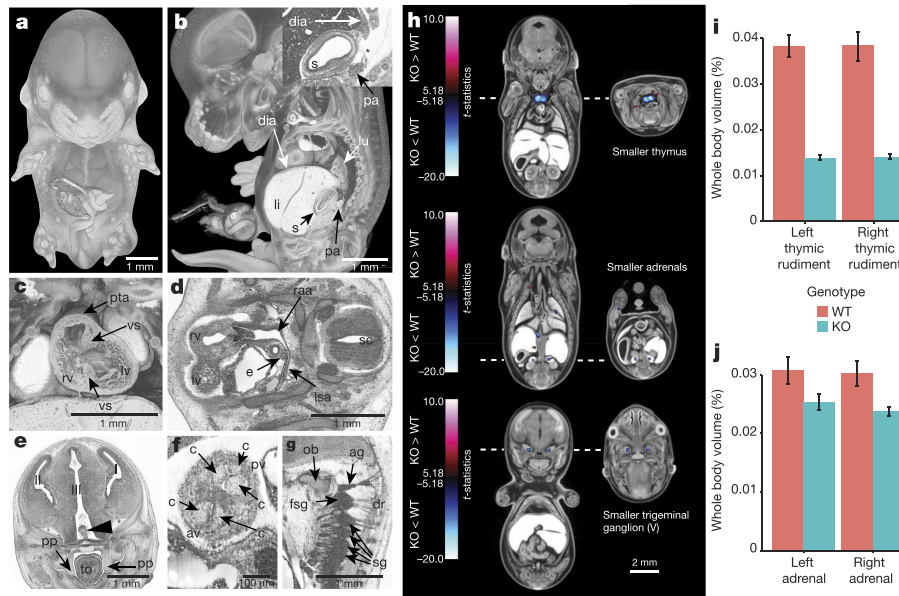 a
1 mm
b
dia
s
pa
dia
lu
li
s
pa
1 mm
c
pta
vs
rv
lv
vs
1 mm
d
raa
rv
sc
lv
e
lsa
1 mm
e
II
III
I
pp
to
pp
1 mm
f
c
c
pv
c
c
av
c
100 µm
g
ob
ag
fsg
dr
sg
1 mm
h
10.0
KO > WT
5.18
−5.18
t-statistics
KO < WT
−20.0
Smaller thymus
10.0
KO > WT
5.18
−5.18
t-statistics
KO < WT
−20.0
Smaller adrenals
10.0
KO > WT
5.18
−5.18
t-statistics
KO < WT
−20.0
Smaller trigeminal
ganglion (V)
2 mm
i
Whole body volume (%)
0.04
0.03
0.02
0.01
0
Left
thymic
rudiment
Right
thymic
rudiment
Genotype
WT
KO
j
Whole body volume (%)
0.03
0.02
0.01
0
Left
adrenal
Right
adrenal